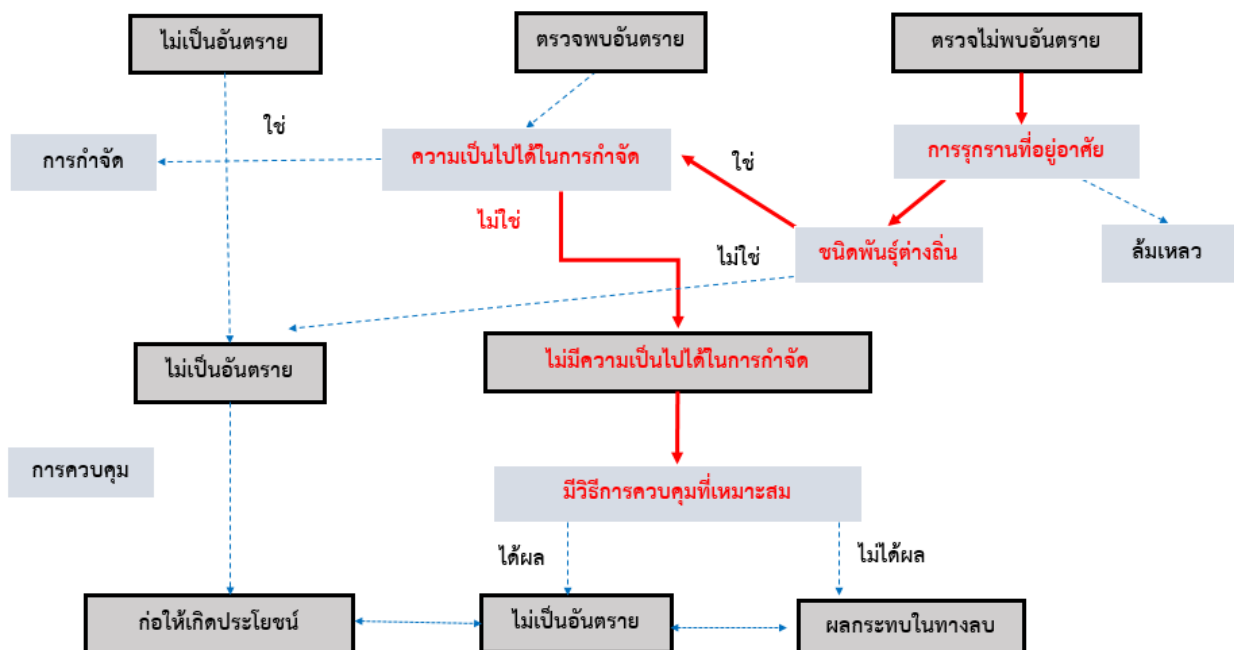 ไม่เป็นอันตราย
ตรวจพบอันตราย
ตรวจไม่พบอันตราย
ใช่
การกำจัด
ความเป็นไปได้ในการกำจัด
ใช่
การรุกรานที่อยู่อาศัย
ไม่ใช่
ไม่ใช่
ชนิดพันธุ์ต่างถิ่น
ล้มเหลว
ไม่เป็นอันตราย
ไม่มีความเป็นไปได้ในการกำจัด
การควบคุม
มีวิธีการควบคุมที่เหมาะสม
ได้ผล
ไม่ได้ผล
ก่อให้เกิดประโยชน์
ไม่เป็นอันตราย
ผลกระทบในทางลบ